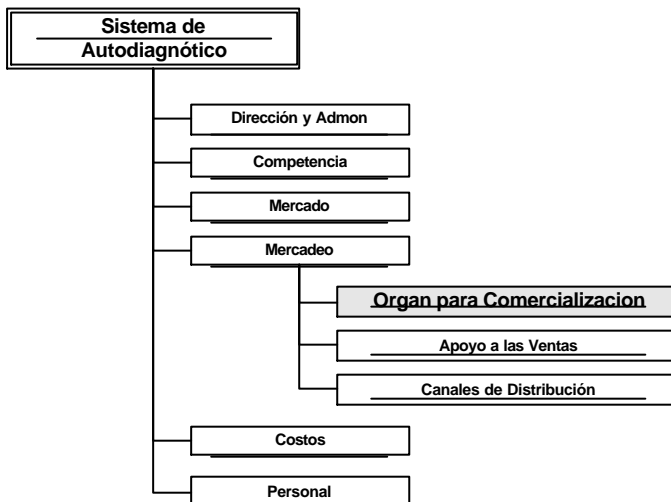 Sistema de
Autodiagnótico
Dirección y Admon
Competencia
Mercado
Mercadeo
Organ para Comercializacion
Apoyo a las Ventas
Canales de Distribución
Costos
Personal